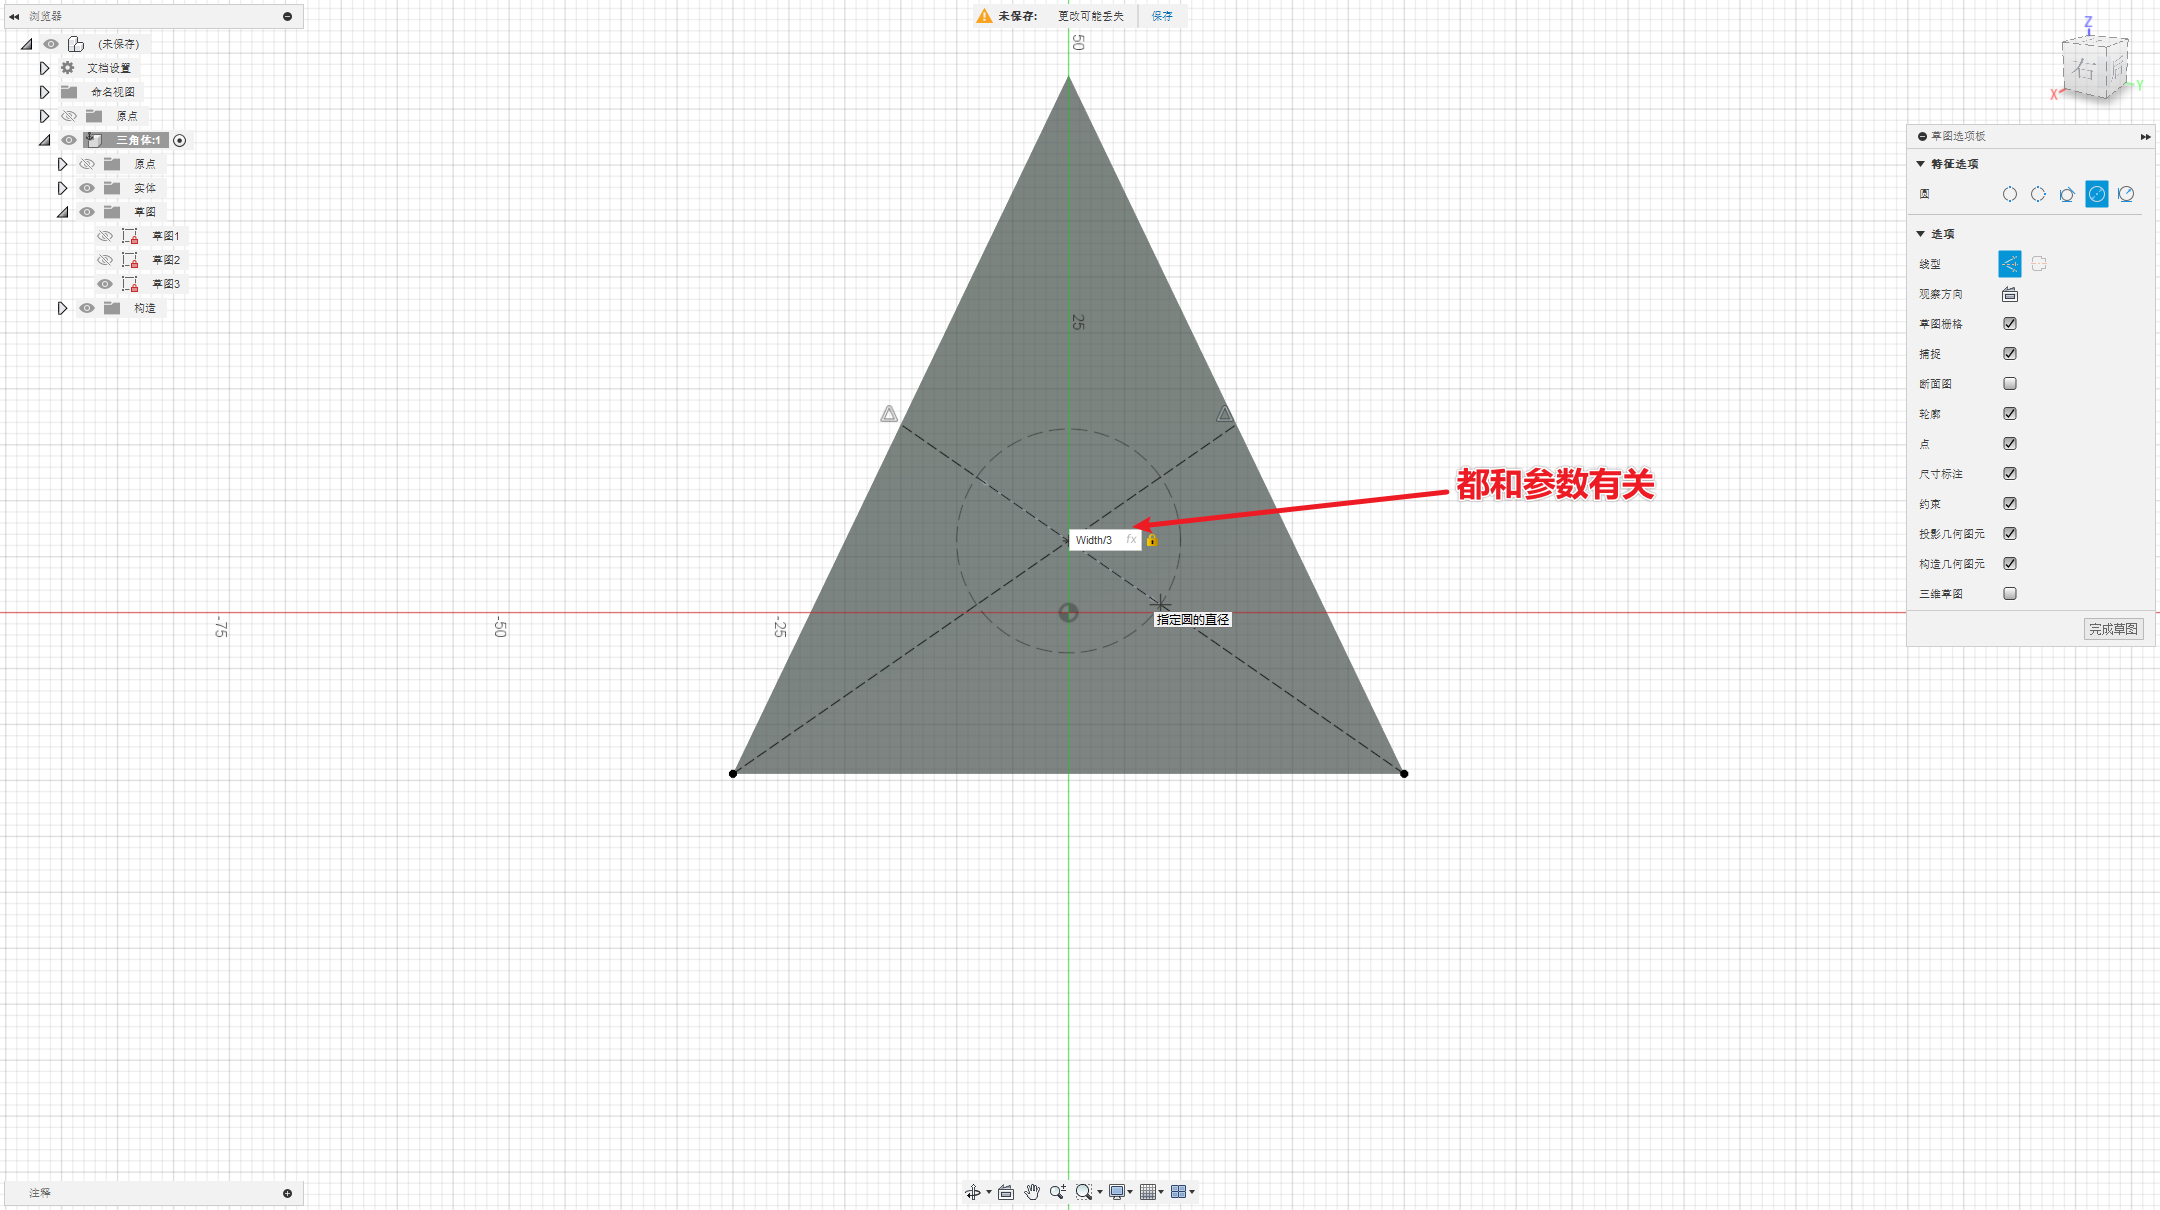 浏览器
未保存: 更改可能丢失 保存
(未保存)
文档设置
命名视图
原点
三角体:1
原点
实体
草图
草图1
草图2
草图3
构造
50
25
-75
-50
-25
Width/3 fx
指定圆的直径
都和参数有关
Z
右
X
Y
草图选项板
特征选项
圆
选项
线型
观察方向
草图栅格
捕捉
断面图
轮廓
点
尺寸标注
约束
投影几何图元
构造几何图元
三维草图
完成草图
注释